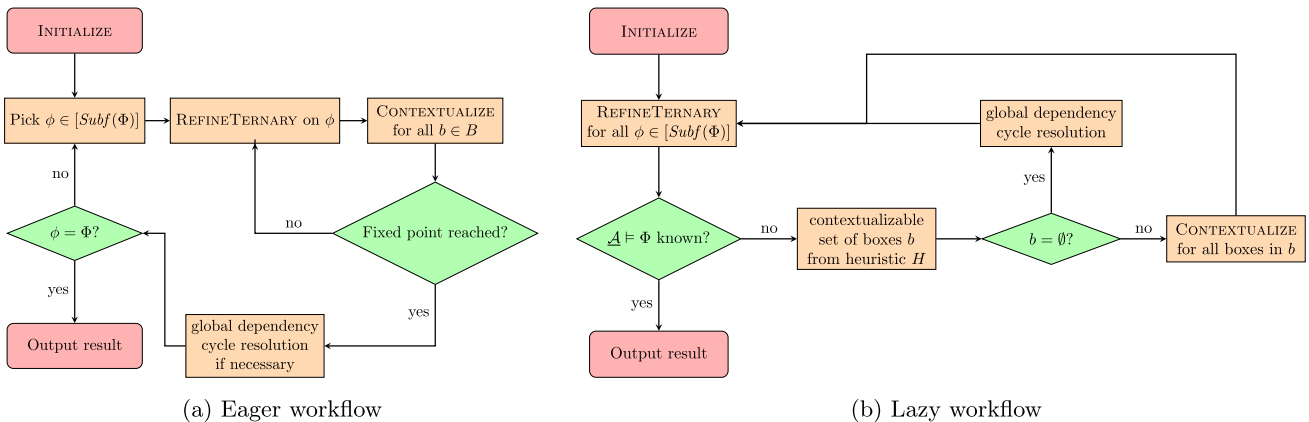 INITIALIZE
Pick ϕ ∈ [Subf(Φ)]
REFINETERNARY on ϕ
CONTEXTUALIZE
for all b ∈ B
no
no
ϕ = Φ?
Fixed point reached?
yes
yes
Output result
global dependency
cycle resolution
if necessary
(a) Eager workflow
INITIALIZE
REFINETERNARY
for all ϕ ∈ [Subf(Φ)]
global dependency
cycle resolution
yes
𝒜 ⊨ Φ known?
no
contextualizable
set of boxes b
from heuristic H
b = ∅?
no
CONTEXTUALIZE
for all boxes in b
yes
Output result
(b) Lazy workflow